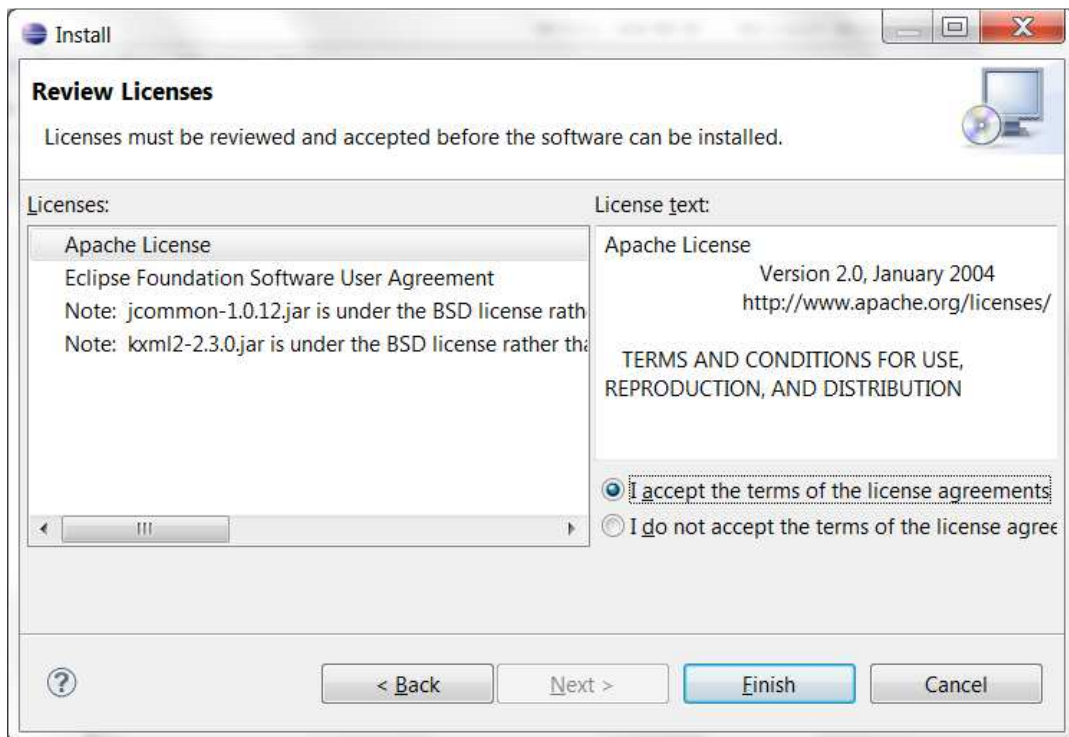 Install
Review Licenses
Licenses must be reviewed and accepted before the software can be installed.
Licenses:
Apache License
Eclipse Foundation Software User Agreement
Note: jcommon-1.0.12.jar is under the BSD license rath
Note: kxml2-2.3.0.jar is under the BSD license rather tha
License text:
Apache License
Version 2.0, January 2004
http://www.apache.org/licenses/
TERMS AND CONDITIONS FOR USE,
REPRODUCTION, AND DISTRIBUTION
I accept the terms of the license agreements
I do not accept the terms of the license agree
?
< Back
Next >
Finish
Cancel